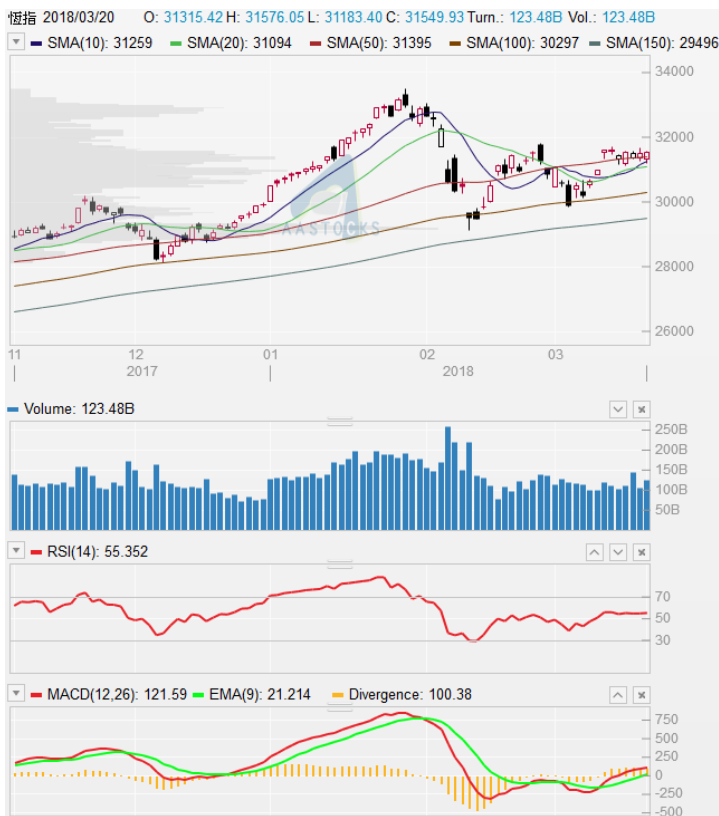 恆指 2018/03/20 O: 31315.42 H: 31576.05 L: 31183.40 C: 31549.93 Turn.: 123.48B Vol.: 123.48B
SMA(10): 31259 SMA(20): 31094 SMA(50): 31395 SMA(100): 30297 SMA(150): 29496
34000
32000
30000
AASTOCKS
28000
26000
11 12 01 02 03
2017 2018
Volume: 123.48B
250B
200B
150B
100B
50B
RSI(14): 55.352
70
50
30
MACD(12,26): 121.59 EMA(9): 21.214 Divergence: 100.38
750
500
250
0
-250
-500